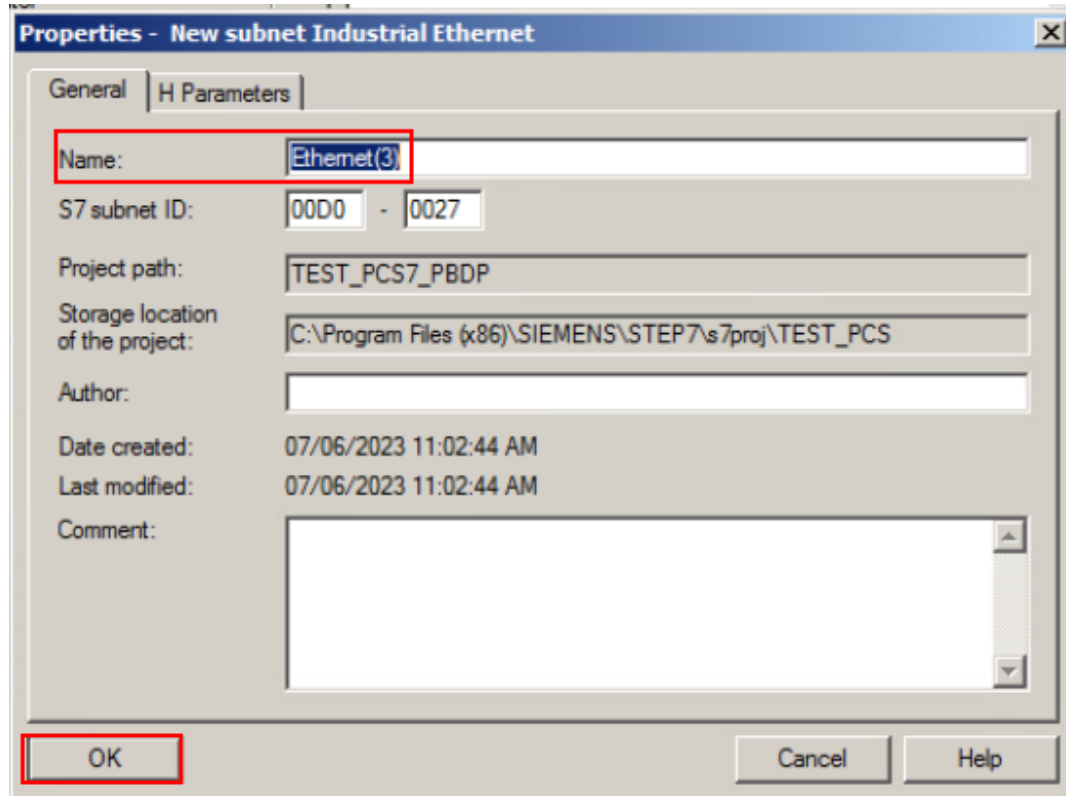 Properties - New subnet Industrial Ethernet
General
H Parameters
Name:
Ethernet(3)
S7 subnet ID:
00D0 - 0027
Project path:
TEST_PCS7_PBDP
Storage location
of the project:
C:\Program Files (x86)\SIEMENS\STEP7\s7proj\TEST_PCS
Author:
Date created:
07/06/2023 11:02:44 AM
Last modified:
07/06/2023 11:02:44 AM
Comment:
OK
Cancel
Help